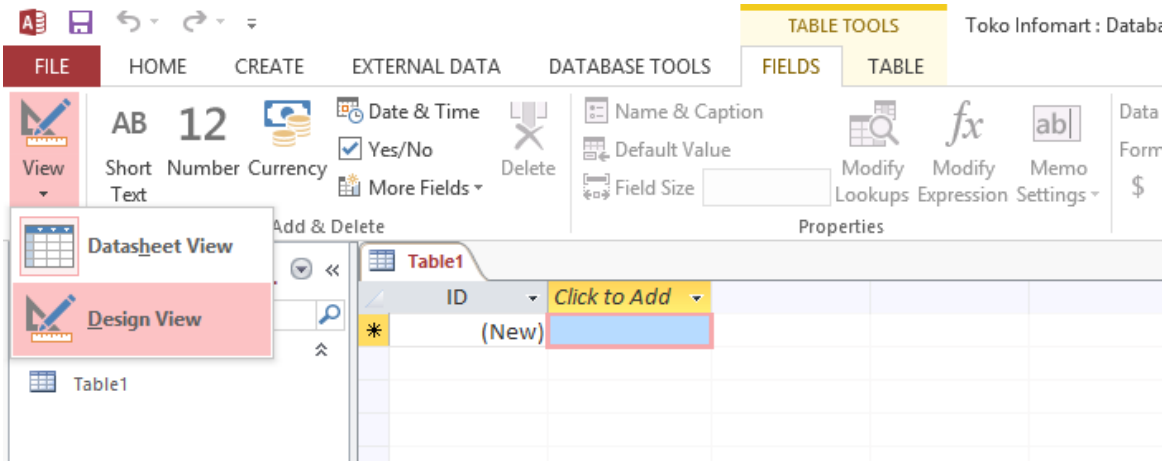 TABLE TOOLS
Toko Infomart : Databa
FILE HOME CREATE EXTERNAL DATA DATABASE TOOLS FIELDS TABLE
View
AB
Short
Text
12
Number
Currency
Date & Time
Yes/No
More Fields
Delete
Add & Delete
Name & Caption
Default Value
Field Size
Modify
Lookups
fx
Modify
Expression
ab|
Memo
Settings
Properties
Data
Form
$
Datasheet View
Design View
Table1
Table1
ID Click to Add
(New)